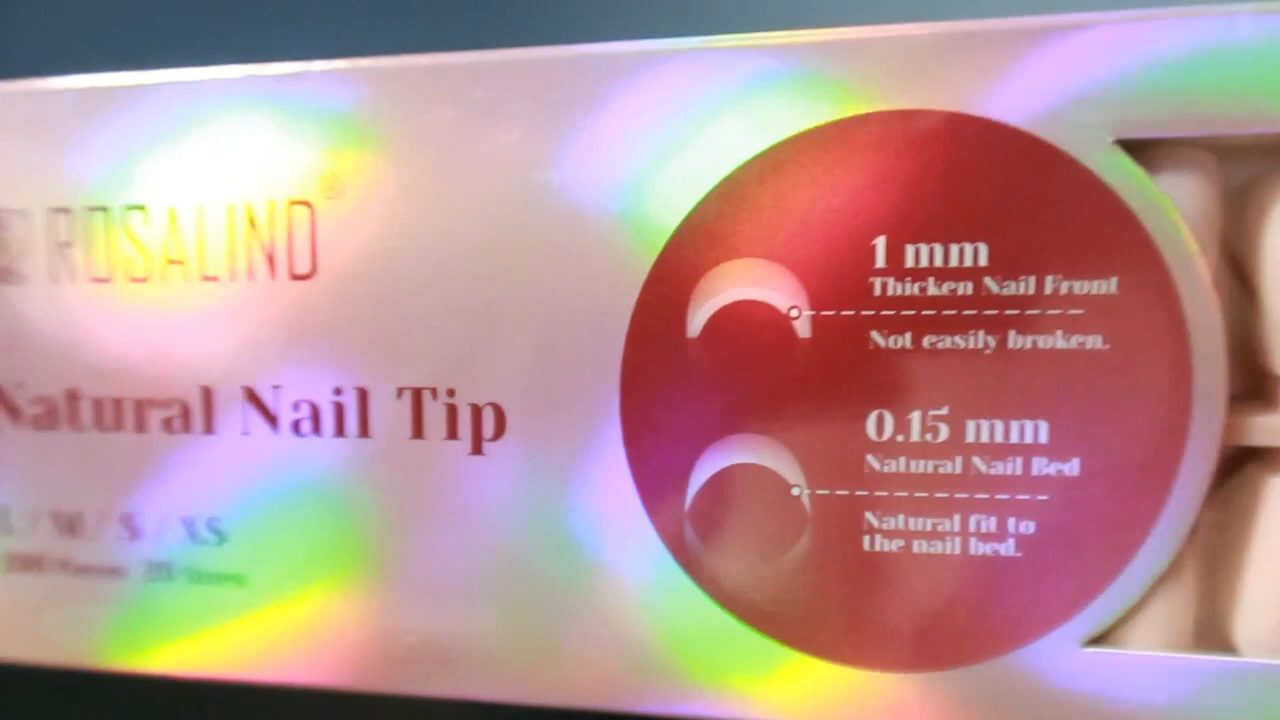 ROSALIND®
Natural Nail Tip
L / M / S / XS
1 mm
Thicken Nail Front
Not easily broken.
0.15 mm
Natural Nail Bed
Natural fit to
the nail bed.